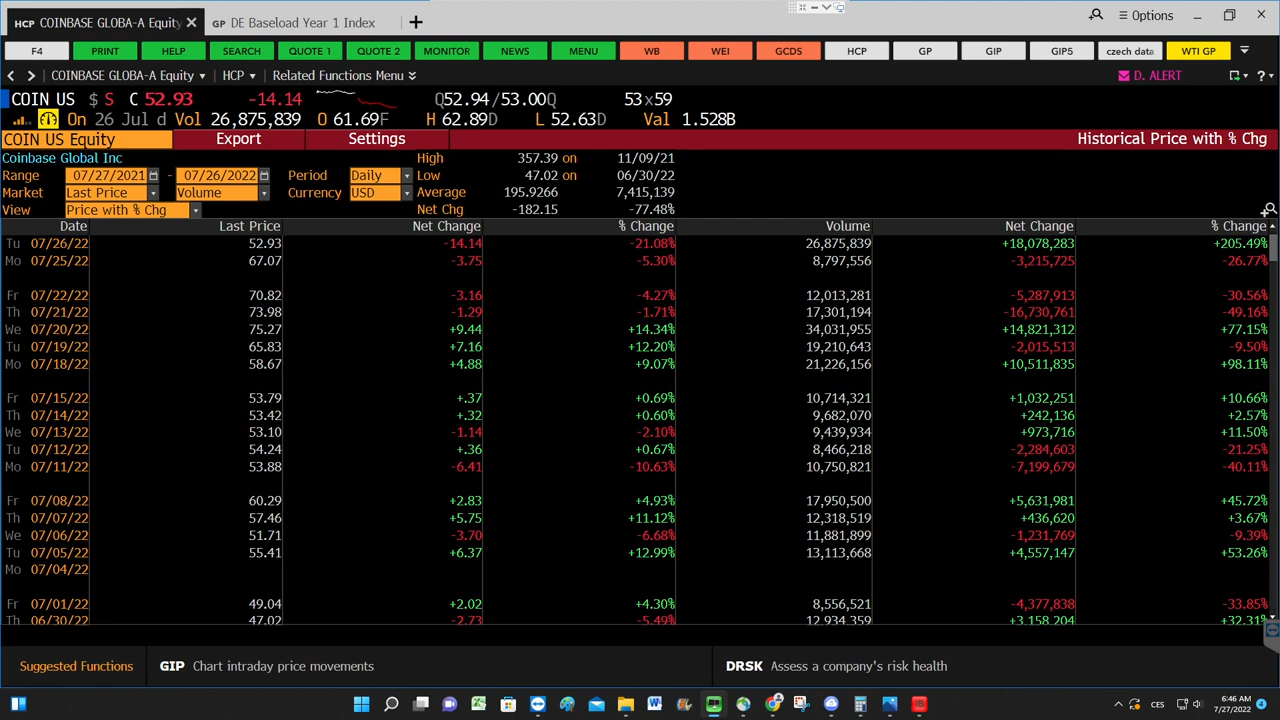 HCP COINBASE GLOBA-A Equity GP DE Baseload Year 1 Index Options
F4 PRINT HELP SEARCH QUOTE 1 QUOTE 2 MONITOR NEWS MENU WB WEI GCDS HCP GP GIP GIP5 czech data WTI GP
COINBASE GLOBA-A Equity HCP Related Functions Menu D. ALERT
COIN US $ S C 52.93 -14.14 Q52.94/53.00Q 53x59
On 26 Jul d Vol 26,875,839 O 61.69F H 62.89D L 52.63D Val 1.528B
COIN US Equity Export Settings Historical Price with % Chg
Coinbase Global Inc High 357.39 on 11/09/21
Range 07/27/2021 - 07/26/2022 Period Daily Low 47.02 on 06/30/22
Market Last Price Volume Currency USD Average 195.9266 7,415,139
View Price with % Chg Net Chg -182.15 -77.48%
Date Last Price Net Change % Change Volume Net Change % Change
Tu 07/26/22 52.93 -14.14 -21.08% 26,875,839 +18,078,283 +205.49%
Mo 07/25/22 67.07 -3.75 -5.30% 8,797,556 -3,215,725 -26.77%
Fr 07/22/22 70.82 -3.16 -4.27% 12,013,281 -5,287,913 -30.56%
Th 07/21/22 73.98 -1.29 -1.71% 17,301,194 -16,730,761 -49.16%
We 07/20/22 75.27 +9.44 +14.34% 34,031,955 +14,821,312 +77.15%
Tu 07/19/22 65.83 +7.16 +12.20% 19,210,643 -2,015,513 -9.50%
Mo 07/18/22 58.67 +4.88 +9.07% 21,226,156 +10,511,835 +98.11%
Fr 07/15/22 53.79 +.37 +0.69% 10,714,321 +1,032,251 +10.66%
Th 07/14/22 53.42 +.32 +0.60% 9,682,070 +242,136 +2.57%
We 07/13/22 53.10 -1.14 -2.10% 9,439,934 +973,716 +11.50%
Tu 07/12/22 54.24 +.36 +0.67% 8,466,218 -2,284,603 -21.25%
Mo 07/11/22 53.88 -6.41 -10.63% 10,750,821 -7,199,679 -40.11%
Fr 07/08/22 60.29 +2.83 +4.93% 17,950,500 +5,631,981 +45.72%
Th 07/07/22 57.46 +5.75 +11.12% 12,318,519 +436,620 +3.67%
We 07/06/22 51.71 -3.70 -6.68% 11,881,899 -1,231,769 -9.39%
Tu 07/05/22 55.41 +6.37 +12.99% 13,113,668 +4,557,147 +53.26%
Mo 07/04/22
Fr 07/01/22 49.04 +2.02 +4.30% 8,556,521 -4,377,838 -33.85%
Th 06/30/22 47.02 -2.73 -5.49% 12,934,359 +3,158,204 +32.31%
Suggested Functions GIP Chart intraday price movements DRSK Assess a company's risk health
CES 6:46 AM
7/27/2022